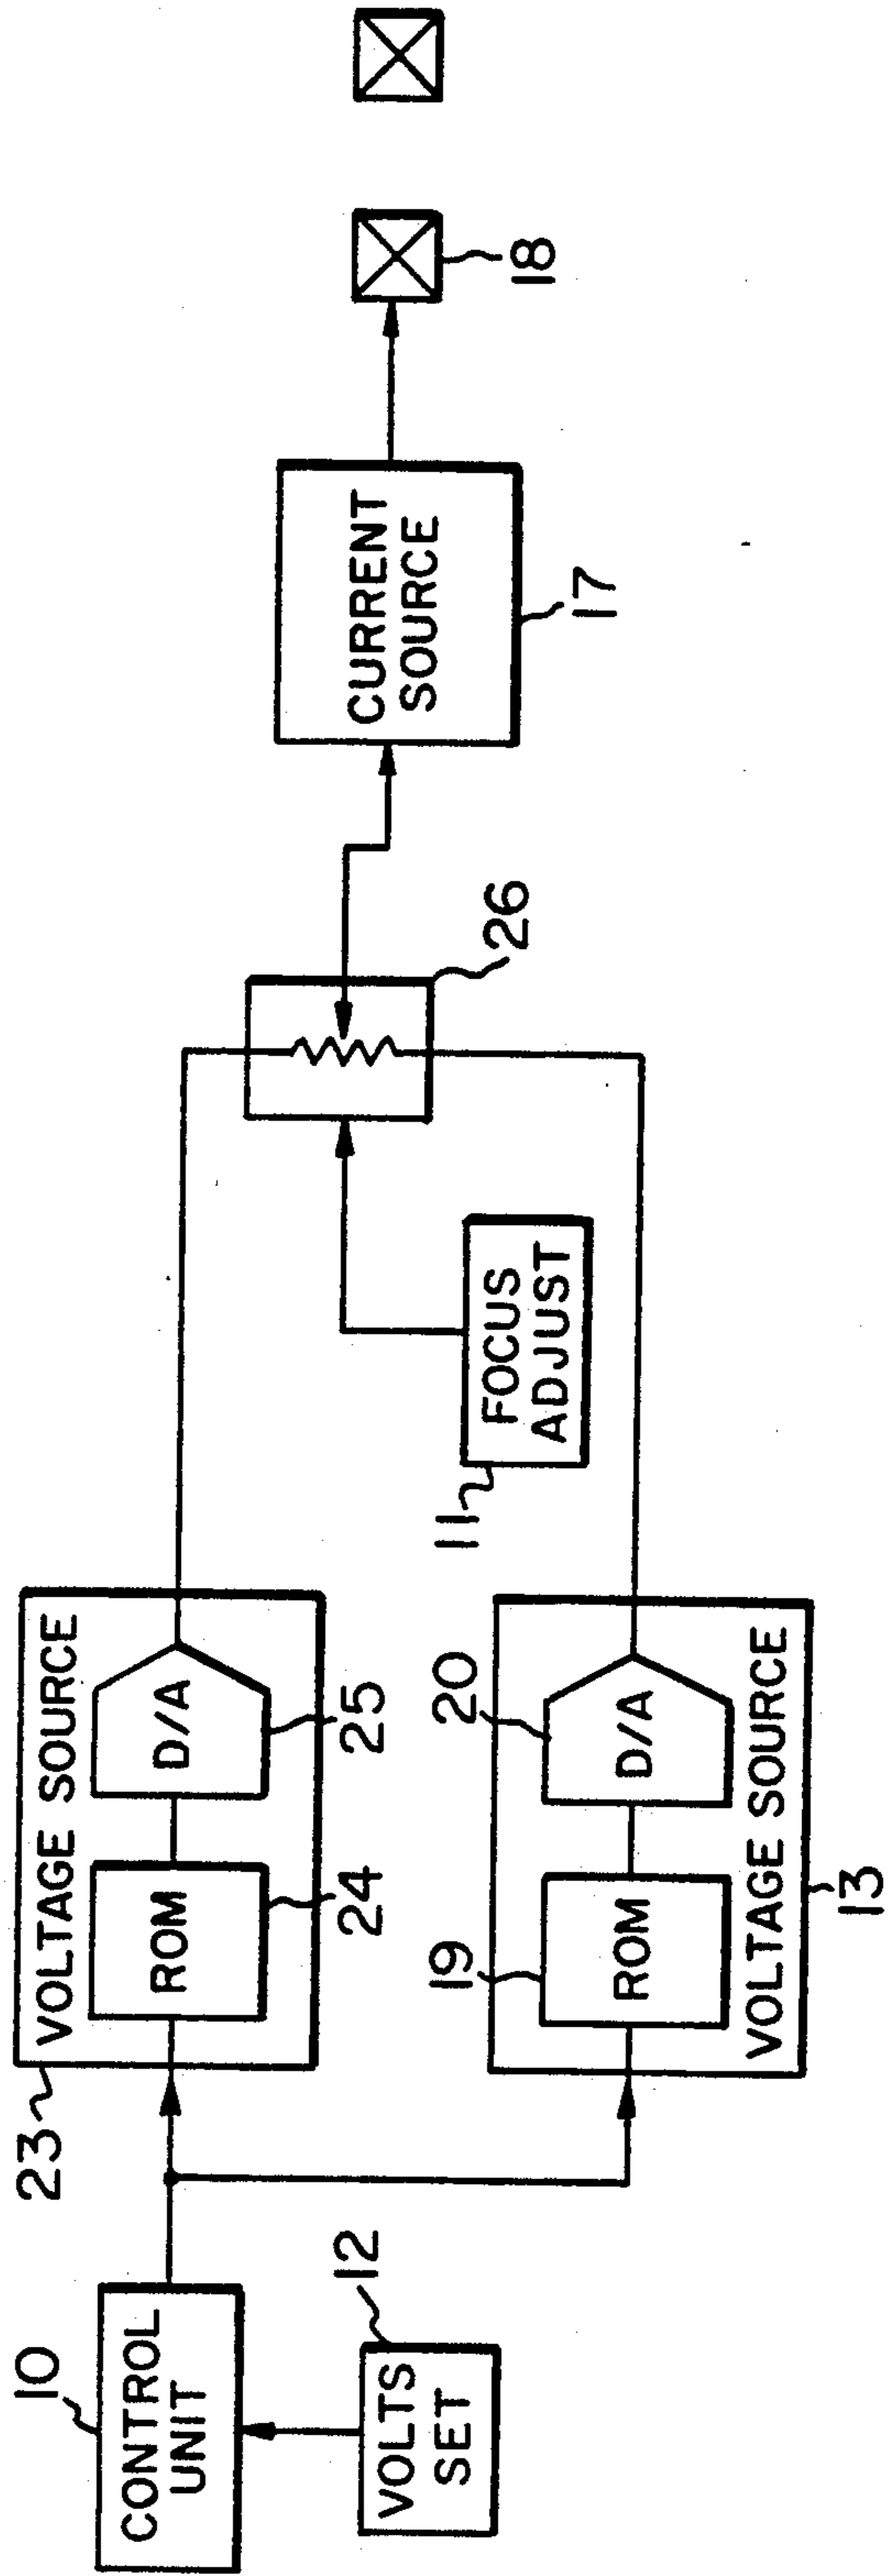 23
VOLTAGE SOURCE
ROM
D/A
24
25
10
CONTROL
UNIT
12
VOLTS
SET
19
ROM
20
D/A
VOLTAGE SOURCE
13
11
FOCUS
ADJUST
26
CURRENT
SOURCE
17
18